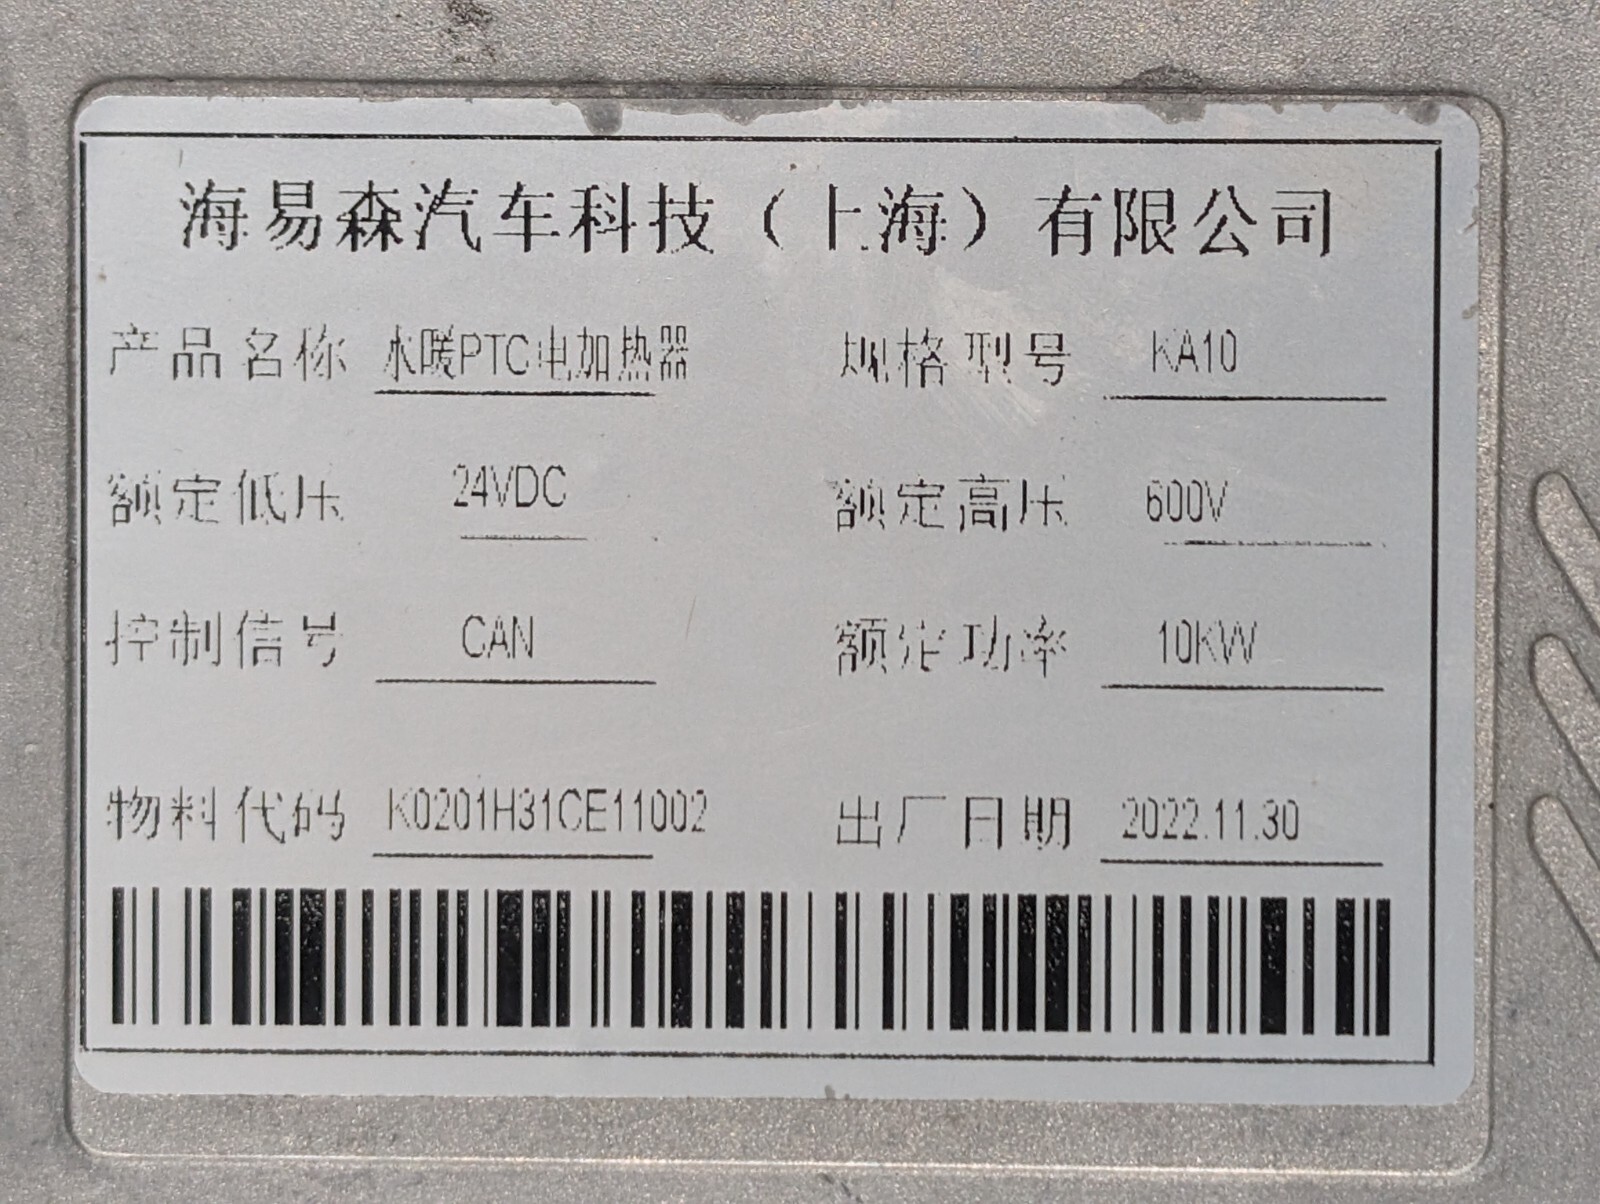 海易森汽车科技（上海）有限公司
产品名称 水暖PTC电加热器 规格型号 KA10
额定低压 24VDC 额定高压 600V
控制信号 CAN 额定功率 10KW
物料代码 K0201H31CE11002 出厂日期 2022.11.30